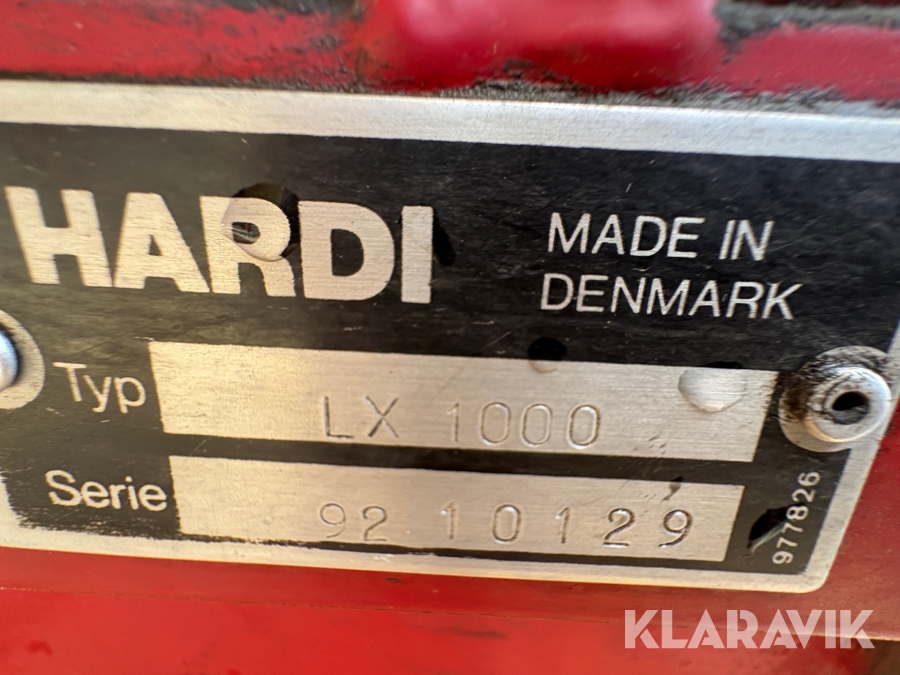 HARDI
MADE IN
DENMARK
Typ LX 1000
Serie 92 10129
977826
KLARAVIK